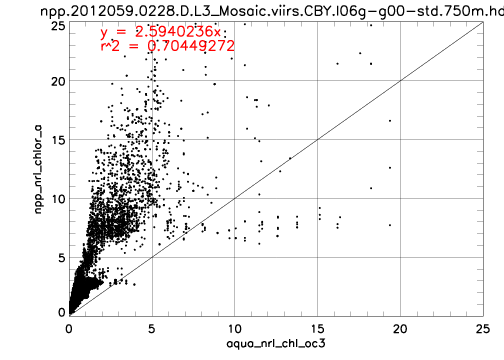 npp.2012059.0228.D.L3_Mosaic.viirs.CBY.I06g-g00-std.750m.hd
y = 2.5940236x
r^2 = 0.70449272
25
20
15
10
5
0
npp_nrl_chlor_a
0 5 10 15 20 25
aqua_nrl_chl_oc3